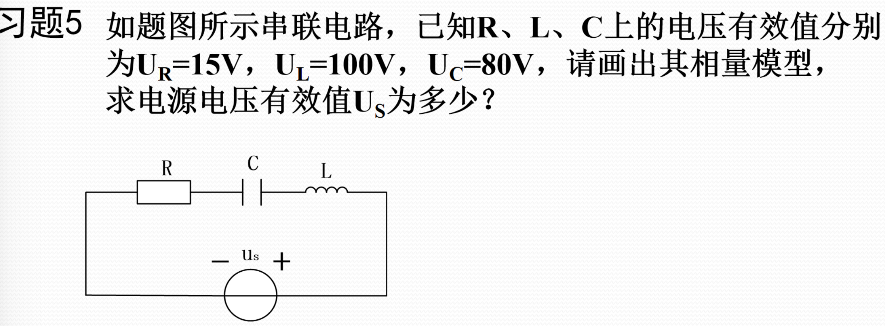 习题5 如题图所示串联电路，已知R、L、C上的电压有效值分别
为UR=15V，UL=100V，UC=80V，请画出其相量模型，
求电源电压有效值US为多少？
R C L
− us +